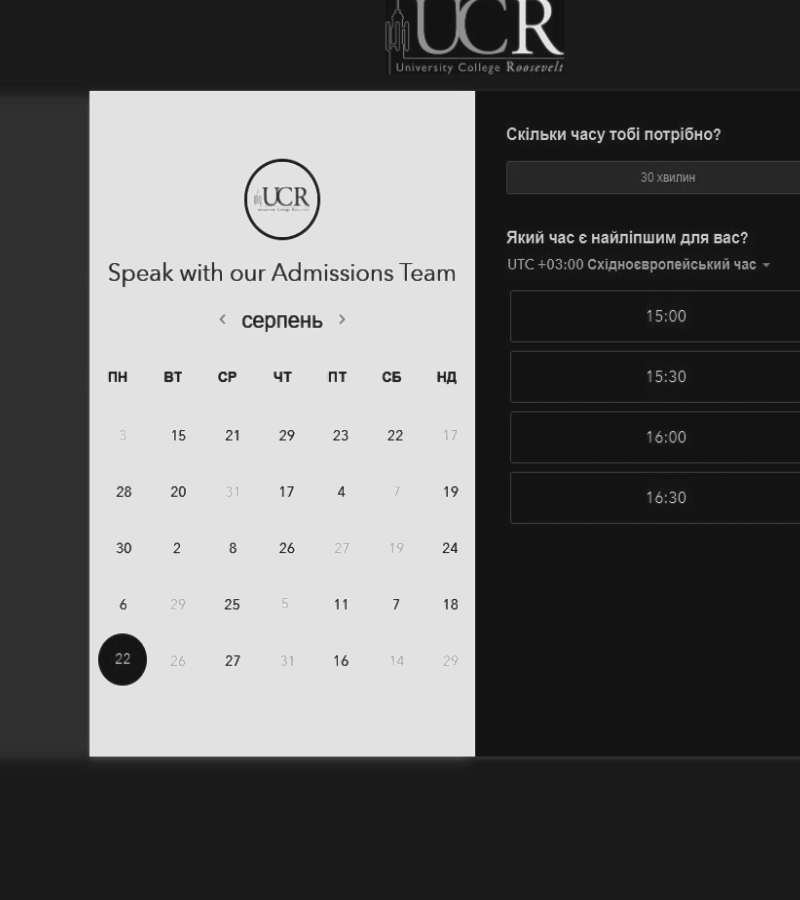 UCR
University College Roosevelt
UCR
Speak with our Admissions Team
серпень
ПН ВТ СР ЧТ ПТ СБ НД
3 15 21 29 23 22 17
28 20 31 17 4 7 19
30 2 8 26 27 19 24
6 29 25 5 11 7 18
22 26 27 31 16 14 29
Скільки часу тобі потрібно?
30 хвилин
Який час є найліпшим для вас?
UTC +03:00 Східноєвропейський час
15:00
15:30
16:00
16:30